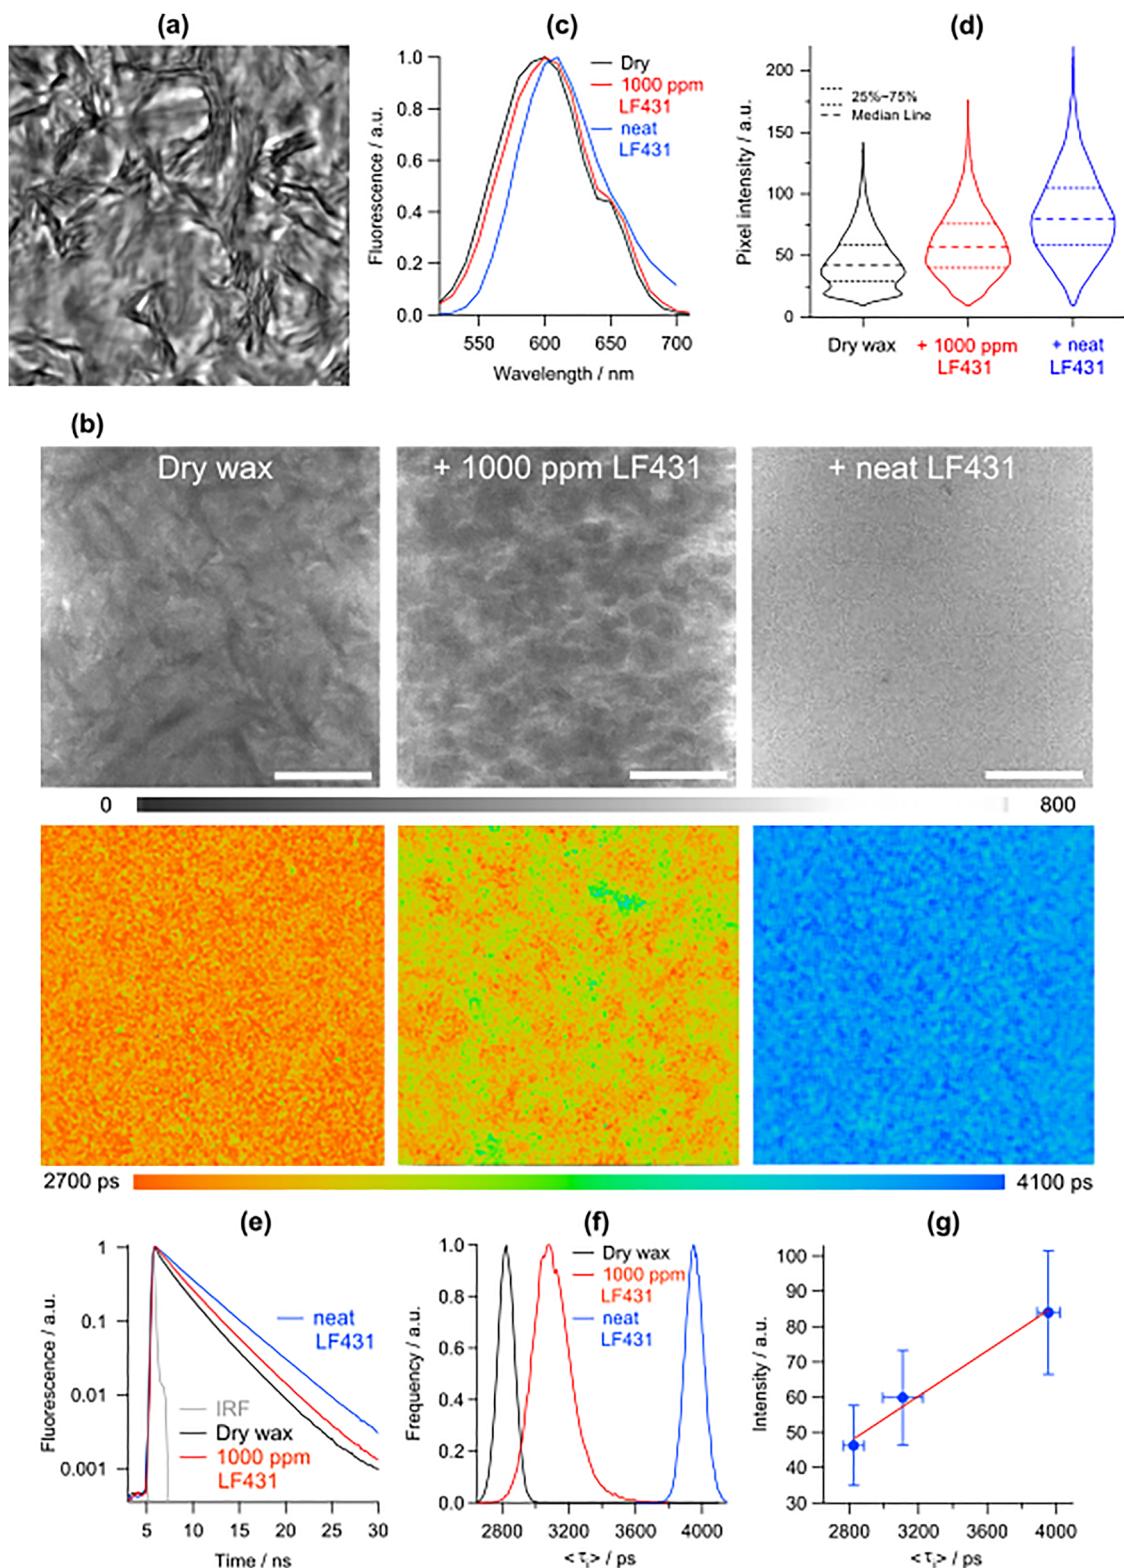 (a)
(c)
1.0
0.8
0.6
0.4
0.2
0.0
Fluorescence / a.u.
Dry
1000 ppm
LF431
neat
LF431
550
600
650
700
Wavelength / nm
(d)
200
150
100
50
0
Pixel intensity / a.u.
25%~75%
Median Line
Dry wax
+ 1000 ppm
LF431
+ neat
LF431
(b)
Dry wax
+ 1000 ppm LF431
+ neat LF431
0
800
2700 ps
4100 ps
(e)
1
0.1
0.01
0.001
Fluorescence / a.u.
neat
LF431
IRF
Dry wax
1000 ppm
LF431
5
10
15
20
25
30
Time / ns
(f)
1.0
0.8
0.6
0.4
0.2
0.0
Frequency / a.u.
Dry wax
1000 ppm
LF431
neat
LF431
2800
3200
3600
4000
<τᵢ> / ps
(g)
100
90
80
70
60
50
40
30
Intensity / a.u.
2800
3200
3600
4000
<τᵢ> / ps